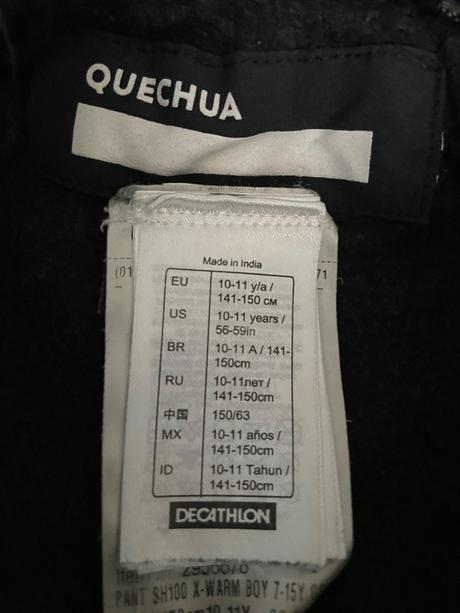 QUECHUA
Made in India
(01 71
EU 10-11 y/a /
141-150 см
US 10-11 years /
56-59in
BR 10-11 A / 141-
150cm
RU 10-11лет /
141-150cm
中国 150/63
MX 10-11 años /
141-150cm
ID 10-11 Tahun /
141-150cm
DECATHLON
PANT SH100 X-WARM BOY 7-15Y